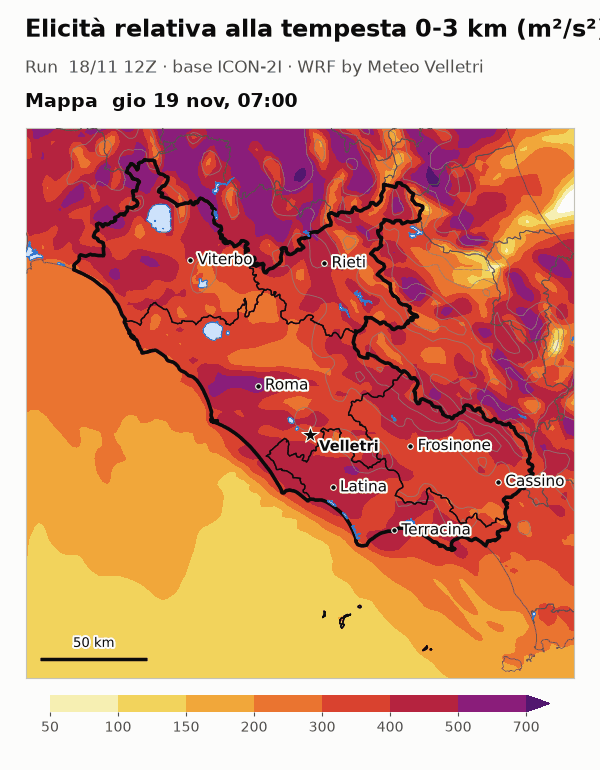 Elicità relativa alla tempesta 0-3 km (m²/s²)
Run 18/11 12Z · base ICON-2I · WRF by Meteo Velletri
Mappa gio 19 nov, 07:00
Viterbo
Rieti
Roma
Velletri
Frosinone
Cassino
Latina
Terracina
50 km
50 100 150 200 300 400 500 700